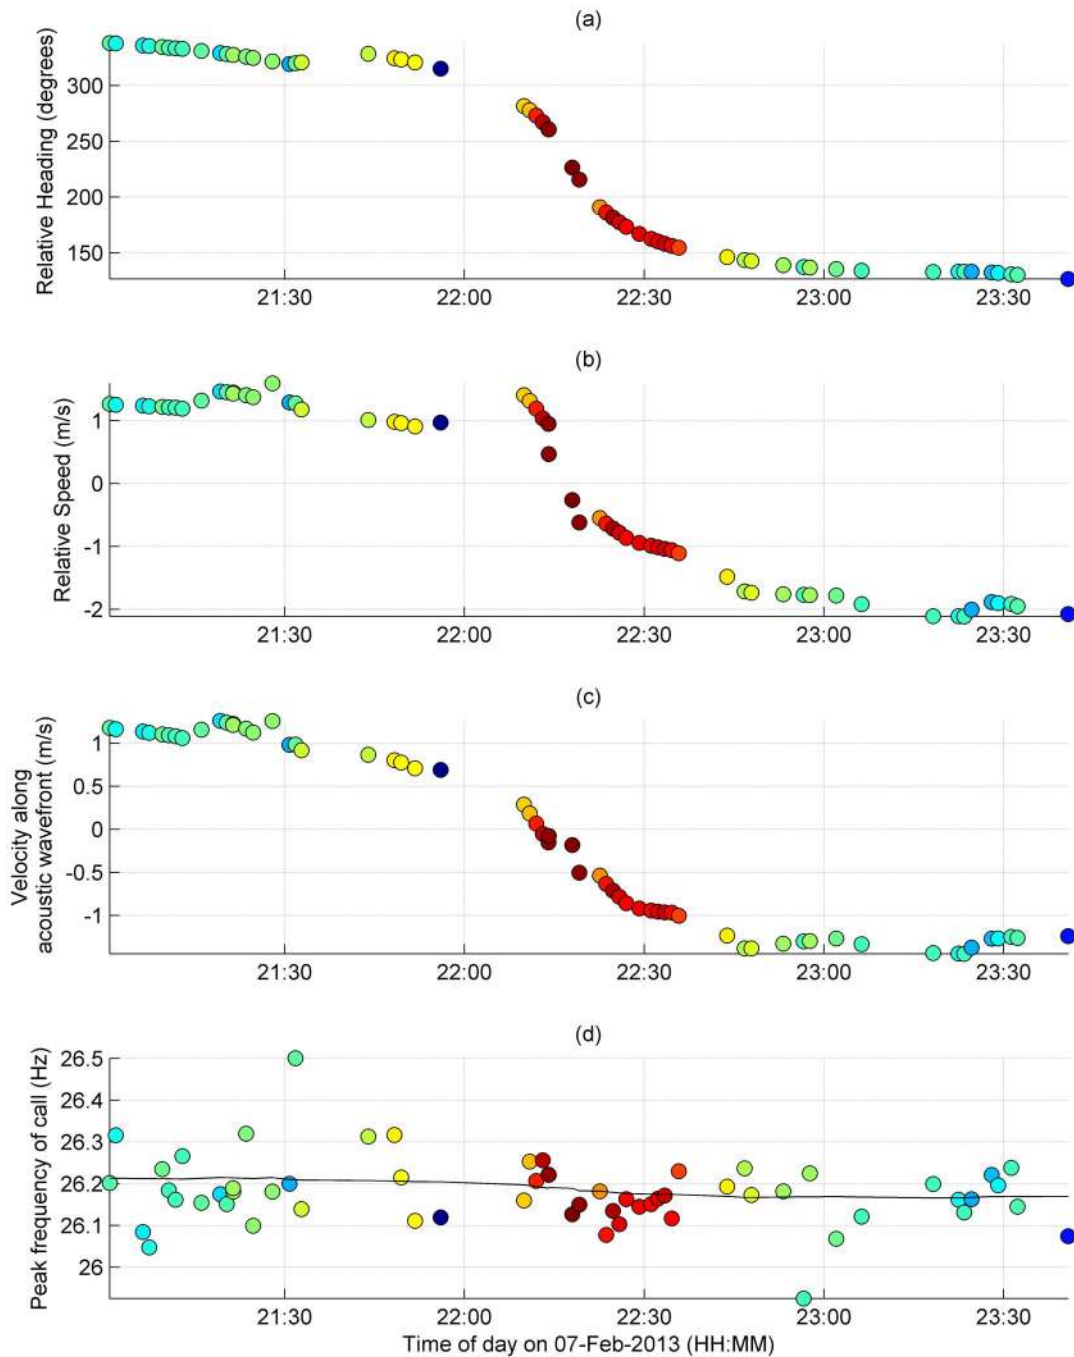 (a)
Relative Heading (degrees)
300
250
200
150
21:30 22:00 22:30 23:00 23:30
(b)
Relative Speed (m/s)
1
0
-1
-2
21:30 22:00 22:30 23:00 23:30
(c)
Velocity along
acoustic wavefront (m/s)
1
0.5
0
-0.5
-1
21:30 22:00 22:30 23:00 23:30
(d)
Peak frequency of call (Hz)
26.5
26.4
26.3
26.2
26.1
26
21:30 22:00 22:30 23:00 23:30
Time of day on 07-Feb-2013 (HH:MM)